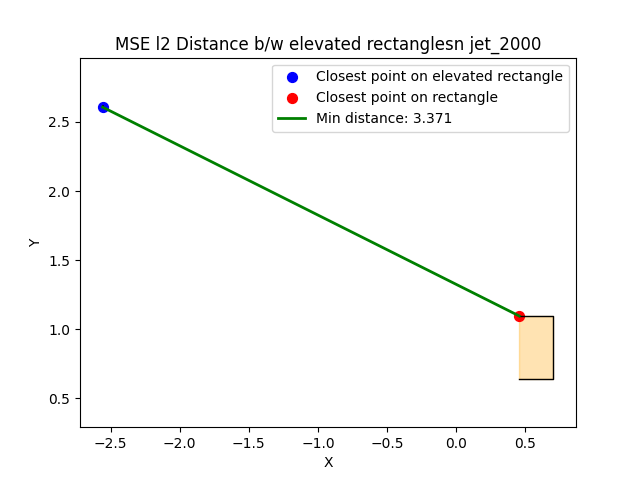 MSE l2 Distance b/w elevated rectanglesn jet_2000
Closest point on elevated rectangle
Closest point on rectangle
Min distance: 3.371
Y
2.5
2.0
1.5
1.0
0.5
−2.5 −2.0 −1.5 −1.0 −0.5 0.0 0.5
X